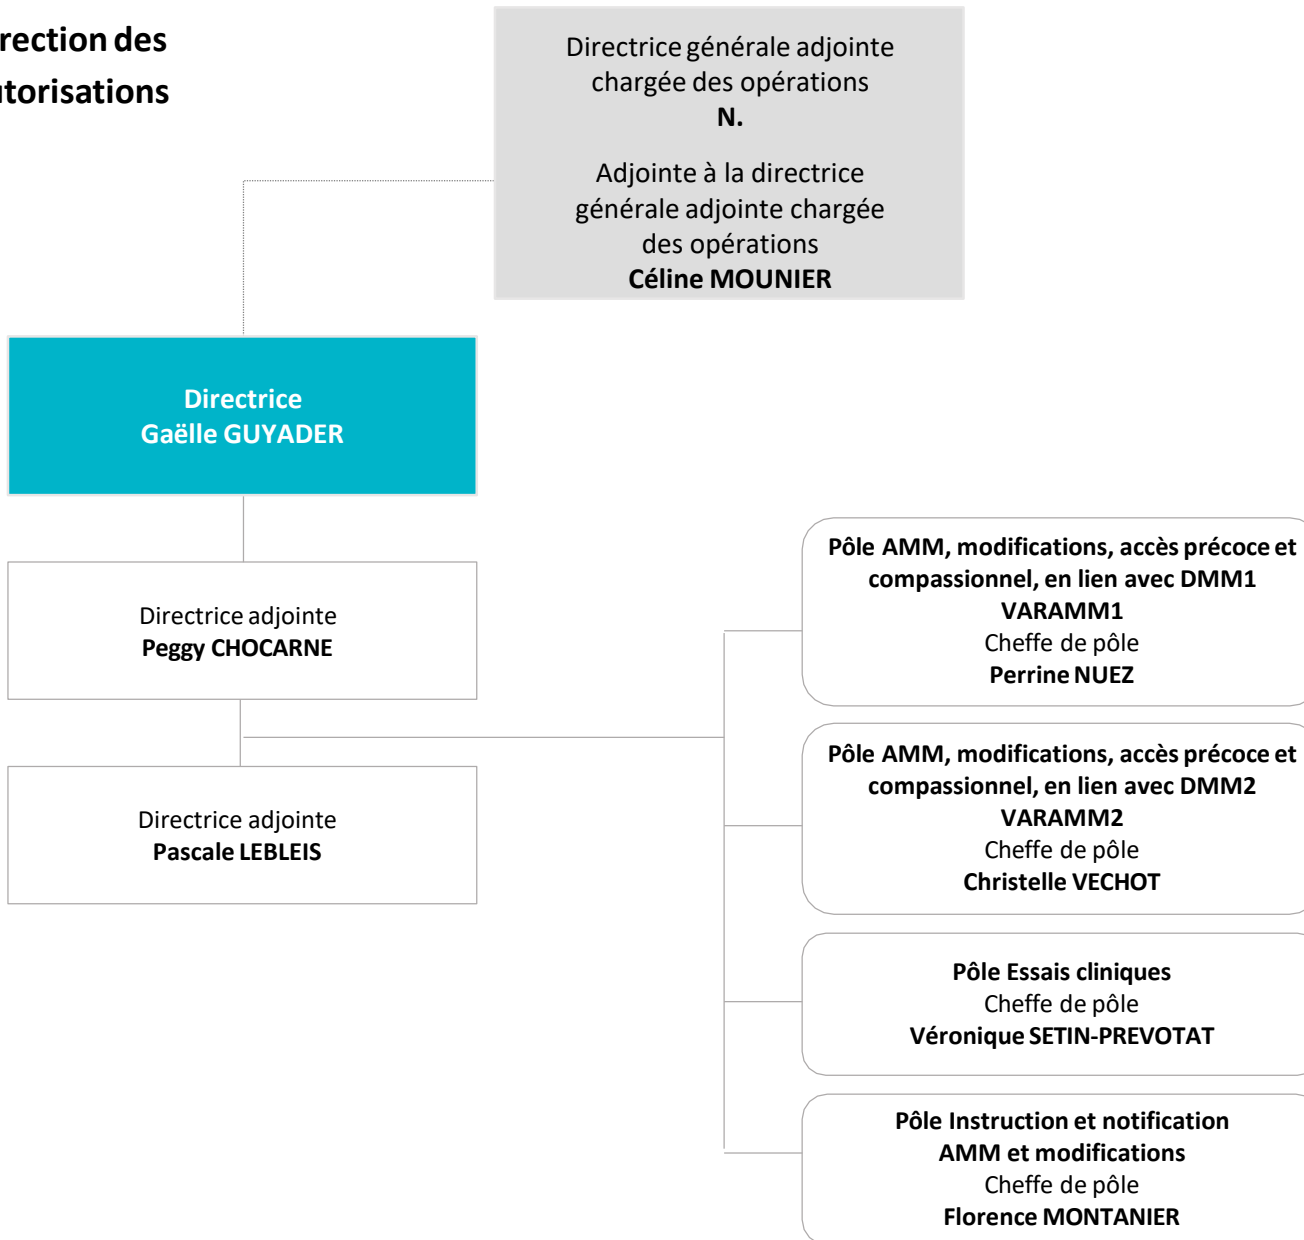 rection des
utorisations
Directrice générale adjointe
chargée des opérations
N.
Adjointe à la directrice
générale adjointe chargée
des opérations
Céline MOUNIER
Directrice
Gaëlle GUYADER
Directrice adjointe
Peggy CHOCARNE
Directrice adjointe
Pascale LEBLEIS
Pôle AMM, modifications, accès précoce et
compassionnel, en lien avec DMM1
VARAMM1
Cheffe de pôle
Perrine NUEZ
Pôle AMM, modifications, accès précoce et
compassionnel, en lien avec DMM2
VARAMM2
Cheffe de pôle
Christelle VECHOT
Pôle Essais cliniques
Cheffe de pôle
Véronique SETIN-PREVOTAT
Pôle Instruction et notification
AMM et modifications
Cheffe de pôle
Florence MONTANIER